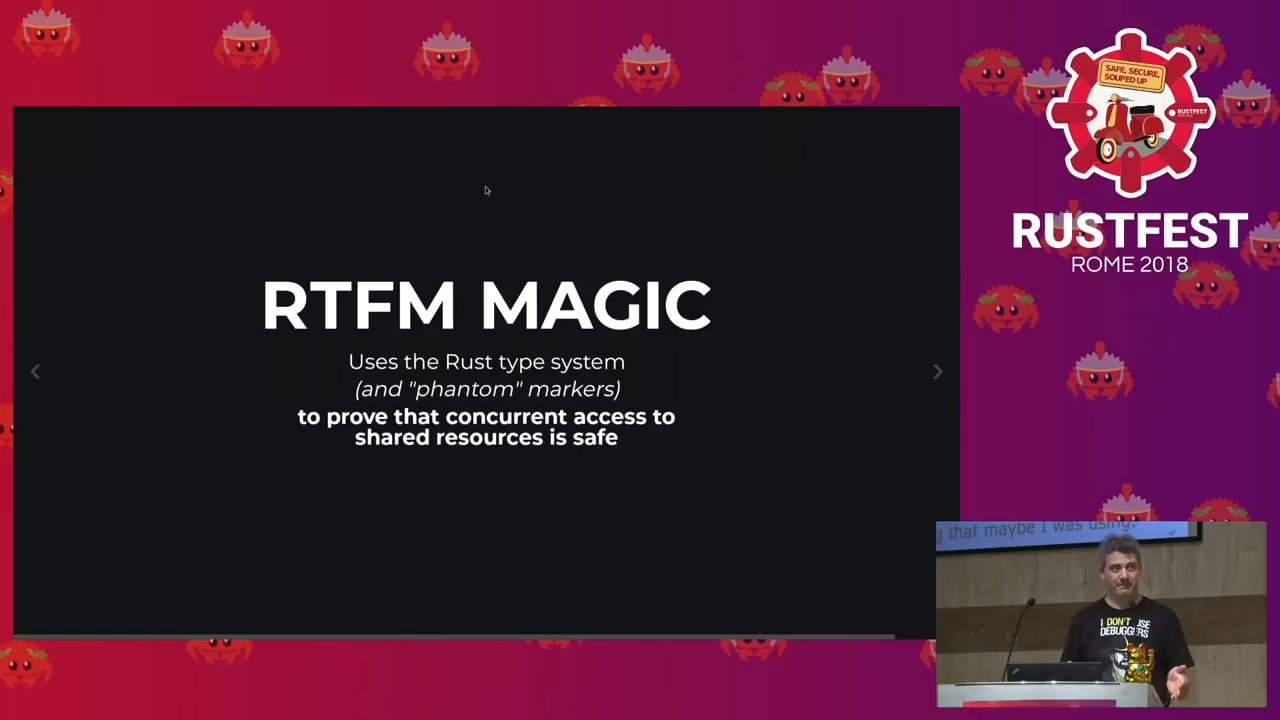 SAFE, SECURE,
SOUPED UP
RUSTFEST
RUSTFEST
ROME 2018
RTFM MAGIC
Uses the Rust type system
(and "phantom" markers)
to prove that concurrent access to
shared resources is safe
g that maybe I was using?
I DON'T USE
DEBUGGERS